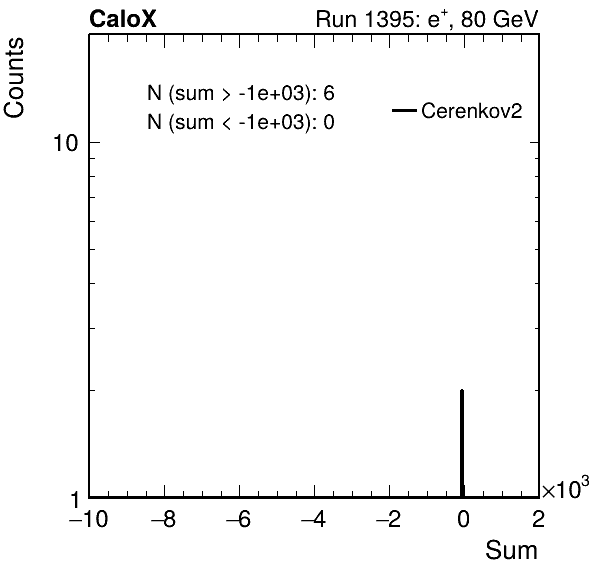 CaloX
Run 1395: e+, 80 GeV
Counts
N (sum > -1e+03): 6
N (sum < -1e+03): 0
Cerenkov2
10
1
−10 −8 −6 −4 −2 0 2
×10³
Sum